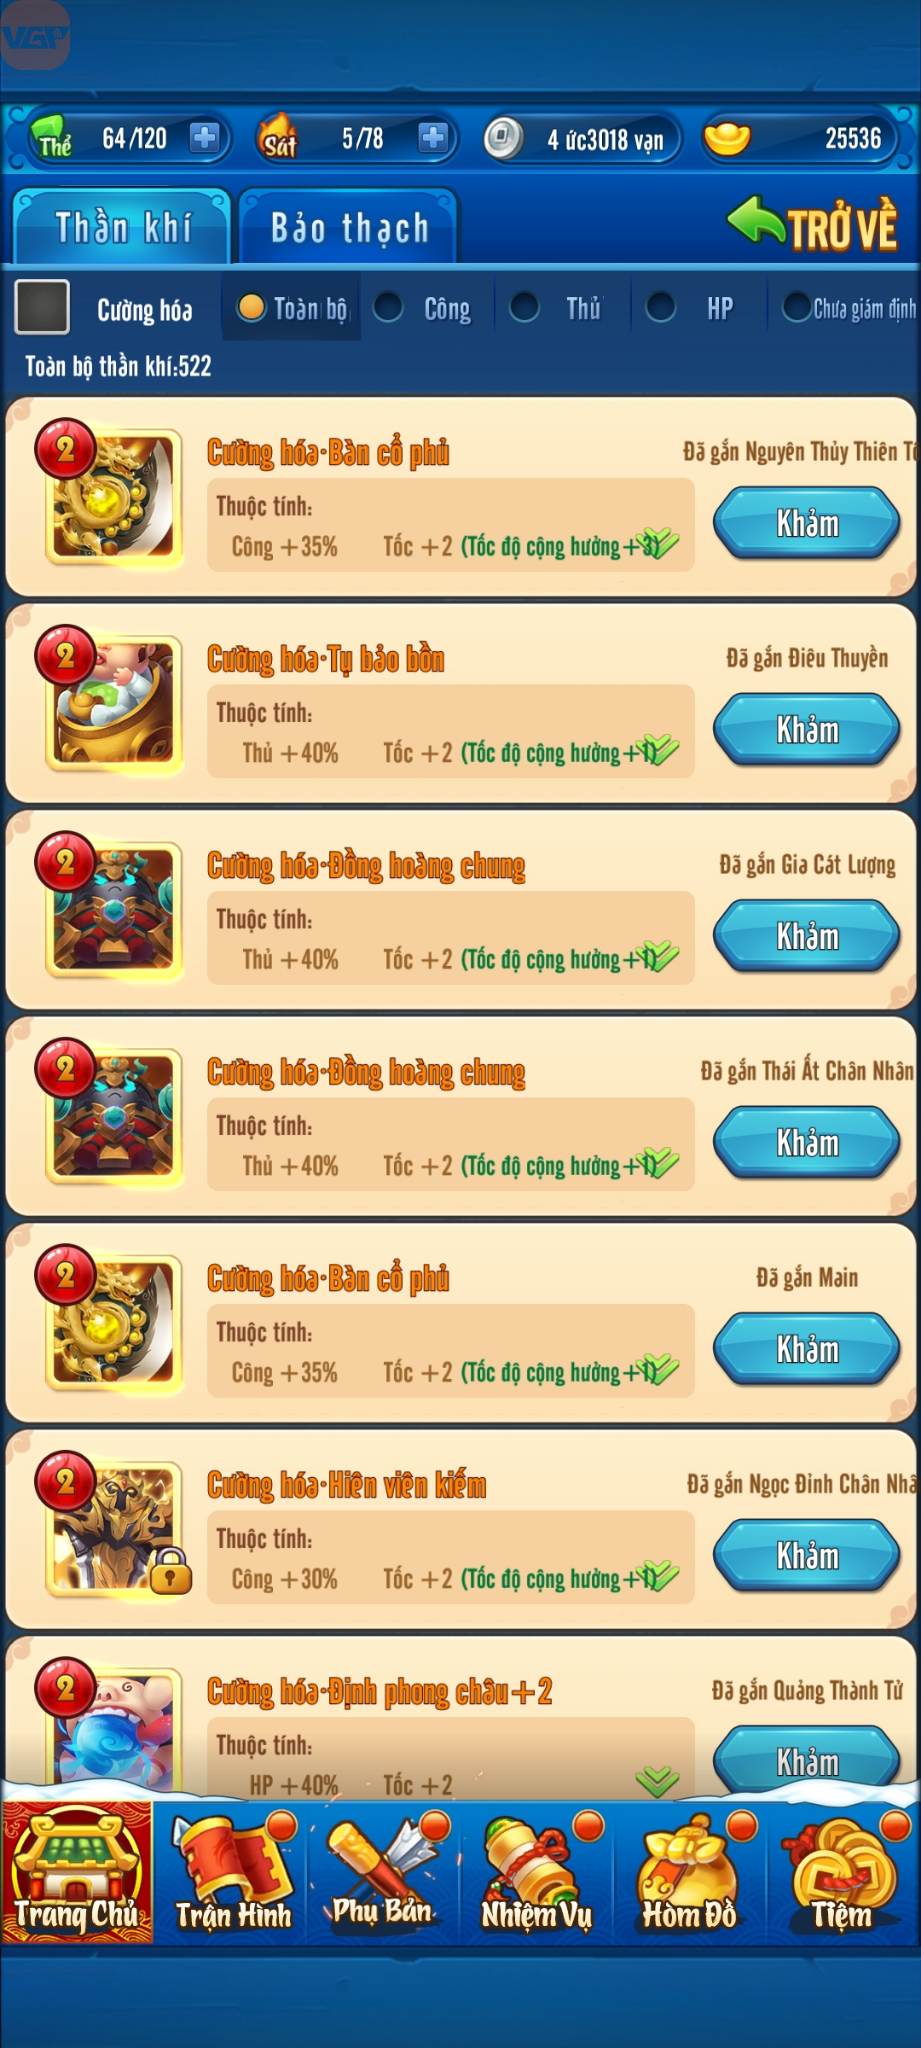 VGP
Thể 64/120 Sát 5/78 4 ức3018 vạn 25536
Thần khí Bảo thạch TRỞ VỀ
Cường hóa Toàn bộ Công Thủ HP Chưa giám định
Toàn bộ thần khí:522
2 Cường hóa·Bàn cổ phủ Đã gắn Nguyên Thủy Thiên
Thuộc tính: Khảm
Công +35% Tốc +2 (Tốc độ cộng hưởng+3)
2 Cường hóa·Tụ bảo bồn Đã gắn Điêu Thuyền
Thuộc tính: Khảm
Thủ +40% Tốc +2 (Tốc độ cộng hưởng+1)
2 Cường hóa·Đồng hoàng chung Đã gắn Gia Cát Lượng
Thuộc tính: Khảm
Thủ +40% Tốc +2 (Tốc độ cộng hưởng+1)
2 Cường hóa·Đồng hoàng chung Đã gắn Thái Ất Chân Nhân
Thuộc tính: Khảm
Thủ +40% Tốc +2 (Tốc độ cộng hưởng+1)
2 Cường hóa·Bàn cổ phủ Đã gắn Main
Thuộc tính: Khảm
Công +35% Tốc +2 (Tốc độ cộng hưởng+1)
2 Cường hóa·Hiên viên kiếm Đã gắn Ngọc Đỉnh Chân
Thuộc tính: Khảm
Công +30% Tốc +2 (Tốc độ cộng hưởng+1)
2 Cường hóa·Định phong châu+2 Đã gắn Quảng Thành Tử
Thuộc tính: Khảm
HP +40% Tốc +2
Trang Chủ Trận Hình Phụ Bản Nhiệm Vụ Hòm Đồ Tiệm